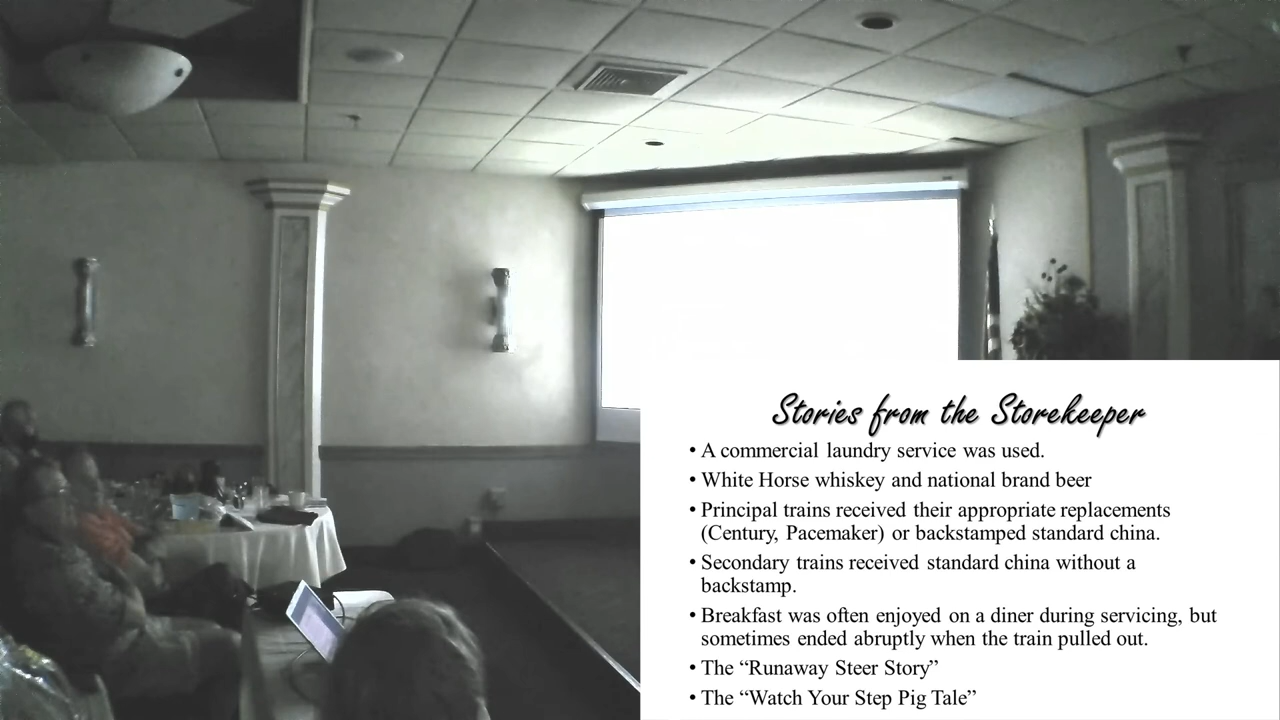 Stories from the Storekeeper
• A commercial laundry service was used.
• White Horse whiskey and national brand beer
• Principal trains received their appropriate replacements
(Century, Pacemaker) or backstamped standard china.
• Secondary trains received standard china without a
backstamp.
• Breakfast was often enjoyed on a diner during servicing, but
sometimes ended abruptly when the train pulled out.
• The “Runaway Steer Story”
• The “Watch Your Step Pig Tale”